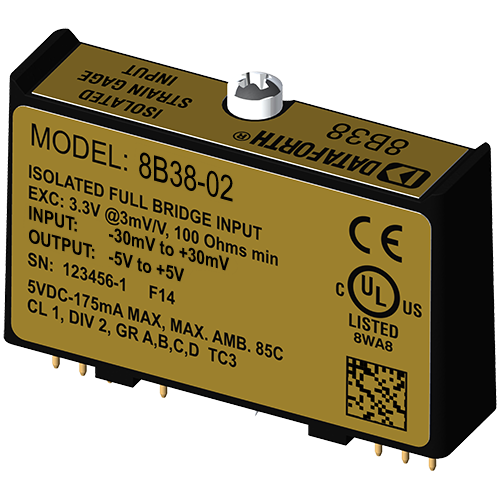 ISOLATED
STRAIN GAGE
INPUT
DATAFORTH®
8B38
MODEL: 8B38-02
ISOLATED FULL BRIDGE INPUT
EXC: 3.3V @3mV/V, 100 Ohms min
INPUT: -30mV to +30mV
OUTPUT: -5V to +5V
SN: 123456-1 F14
5VDC-175mA MAX, MAX. AMB. 85C
CL 1, DIV 2, GR A,B,C,D TC3
CE
C UL US
LISTED
8WA8